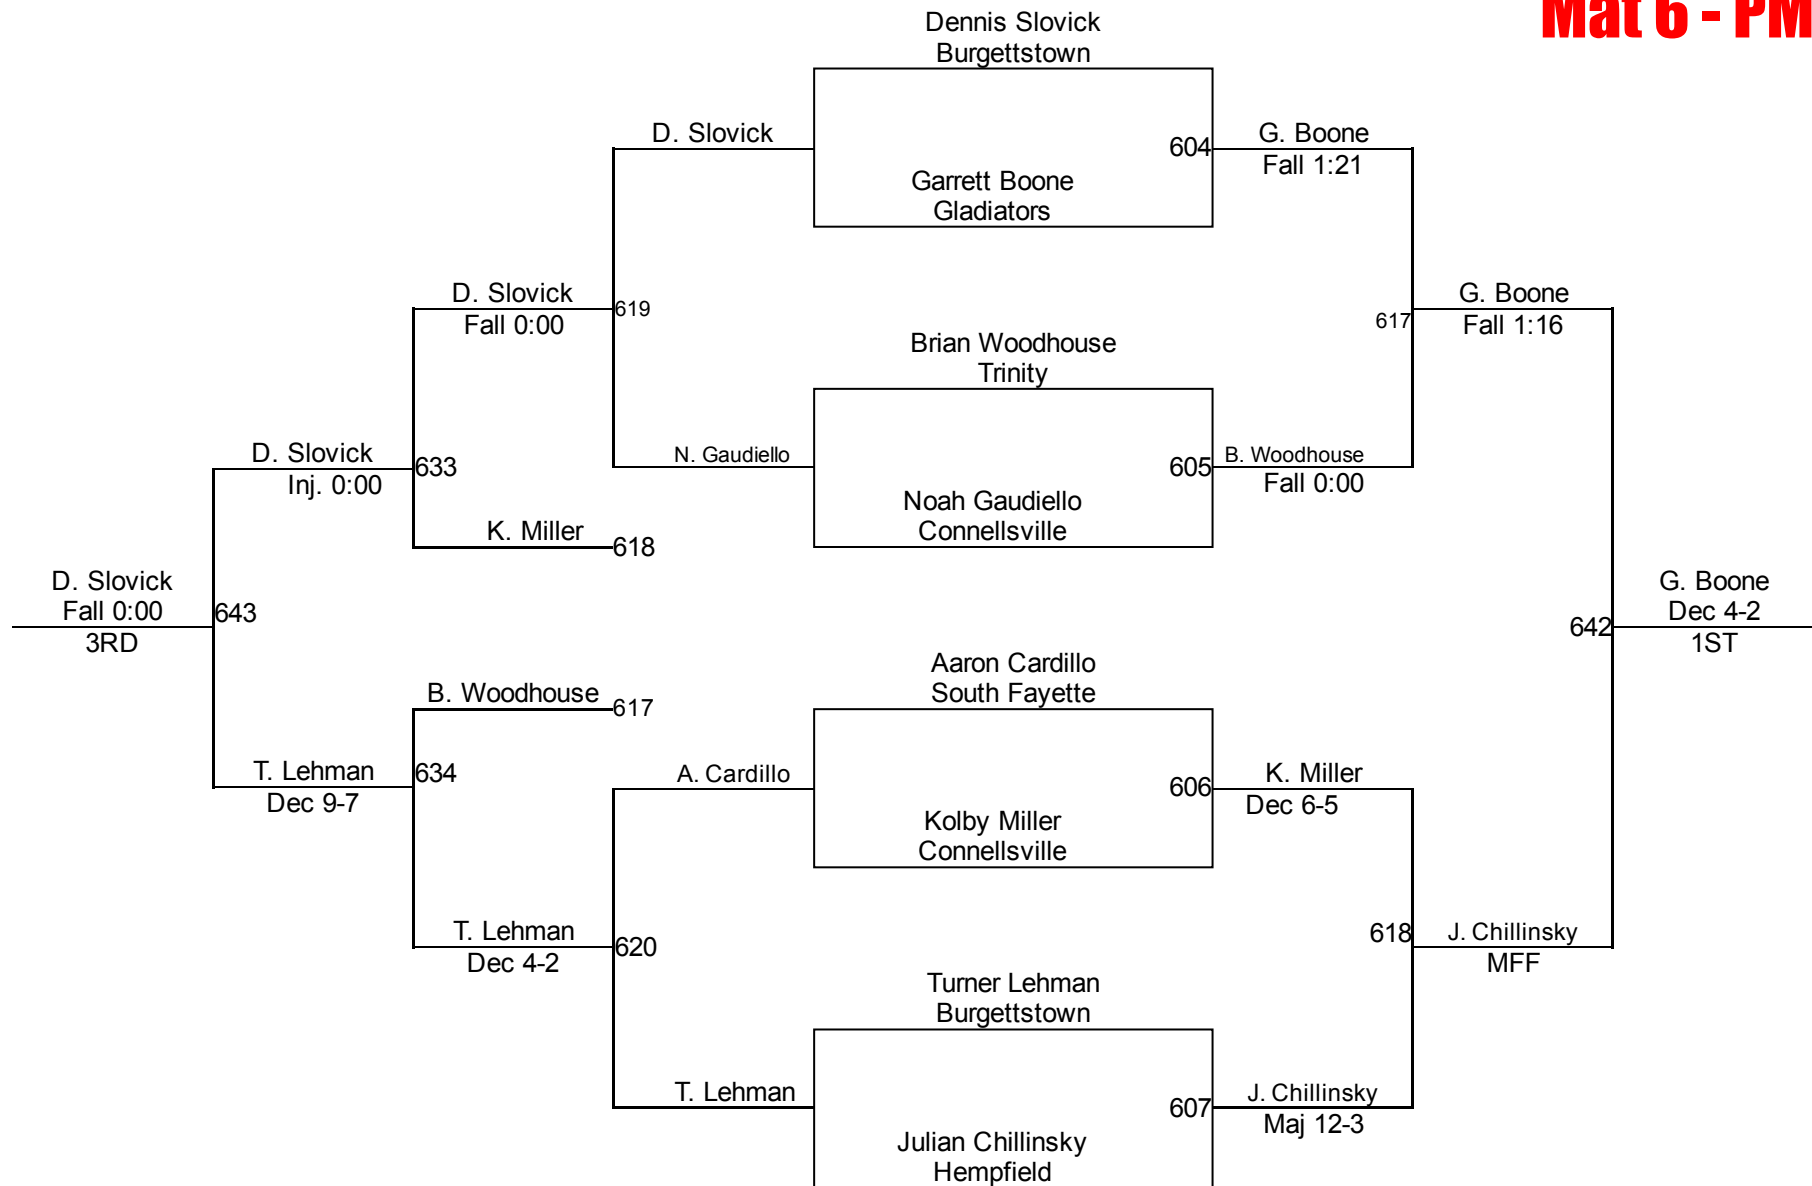 Mat 6 - PM
Dennis Slovick
Burgettstown
D. Slovick
604
G. Boone
Fall 1:21
Garrett Boone
Gladiators
D. Slovick
Fall 0:00
619
G. Boone
Fall 1:16
617
Brian Woodhouse
Trinity
D. Slovick
Inj. 0:00
633
N. Gaudiello
605
B. Woodhouse
Fall 0:00
Noah Gaudiello
Connellsville
K. Miller
618
D. Slovick
Fall 0:00
3RD
643
642
G. Boone
Dec 4-2
1ST
Aaron Cardillo
South Fayette
B. Woodhouse
617
T. Lehman
Dec 9-7
634
A. Cardillo
606
K. Miller
Dec 6-5
Kolby Miller
Connellsville
T. Lehman
Dec 4-2
620
618
J. Chillinsky
MFF
Turner Lehman
Burgettstown
T. Lehman
607
J. Chillinsky
Maj 12-3
Julian Chillinsky
Hempfield